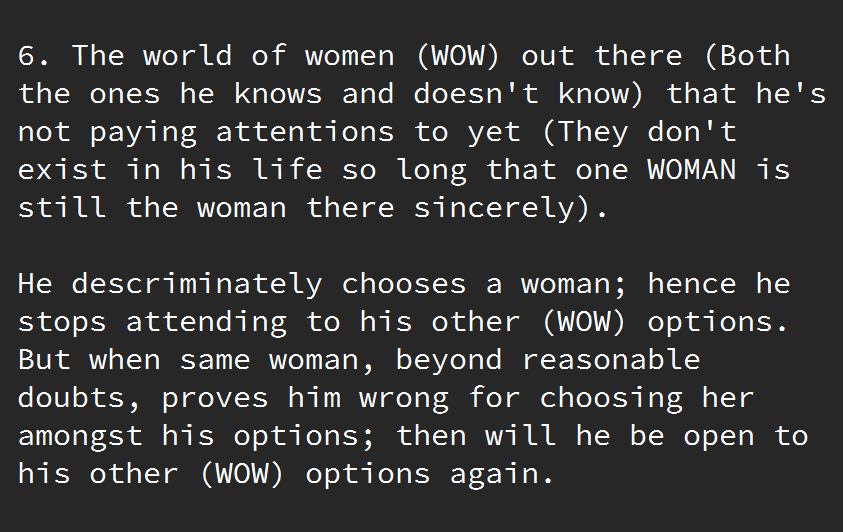 6. The world of women (WOW) out there (Both
the ones he knows and doesn't know) that he's
not paying attentions to yet (They don't
exist in his life so long that one WOMAN is
still the woman there sincerely).
He descriminately chooses a woman; hence he
stops attending to his other (WOW) options.
But when same woman, beyond reasonable
doubts, proves him wrong for choosing her
amongst his options; then will he be open to
his other (WOW) options again.